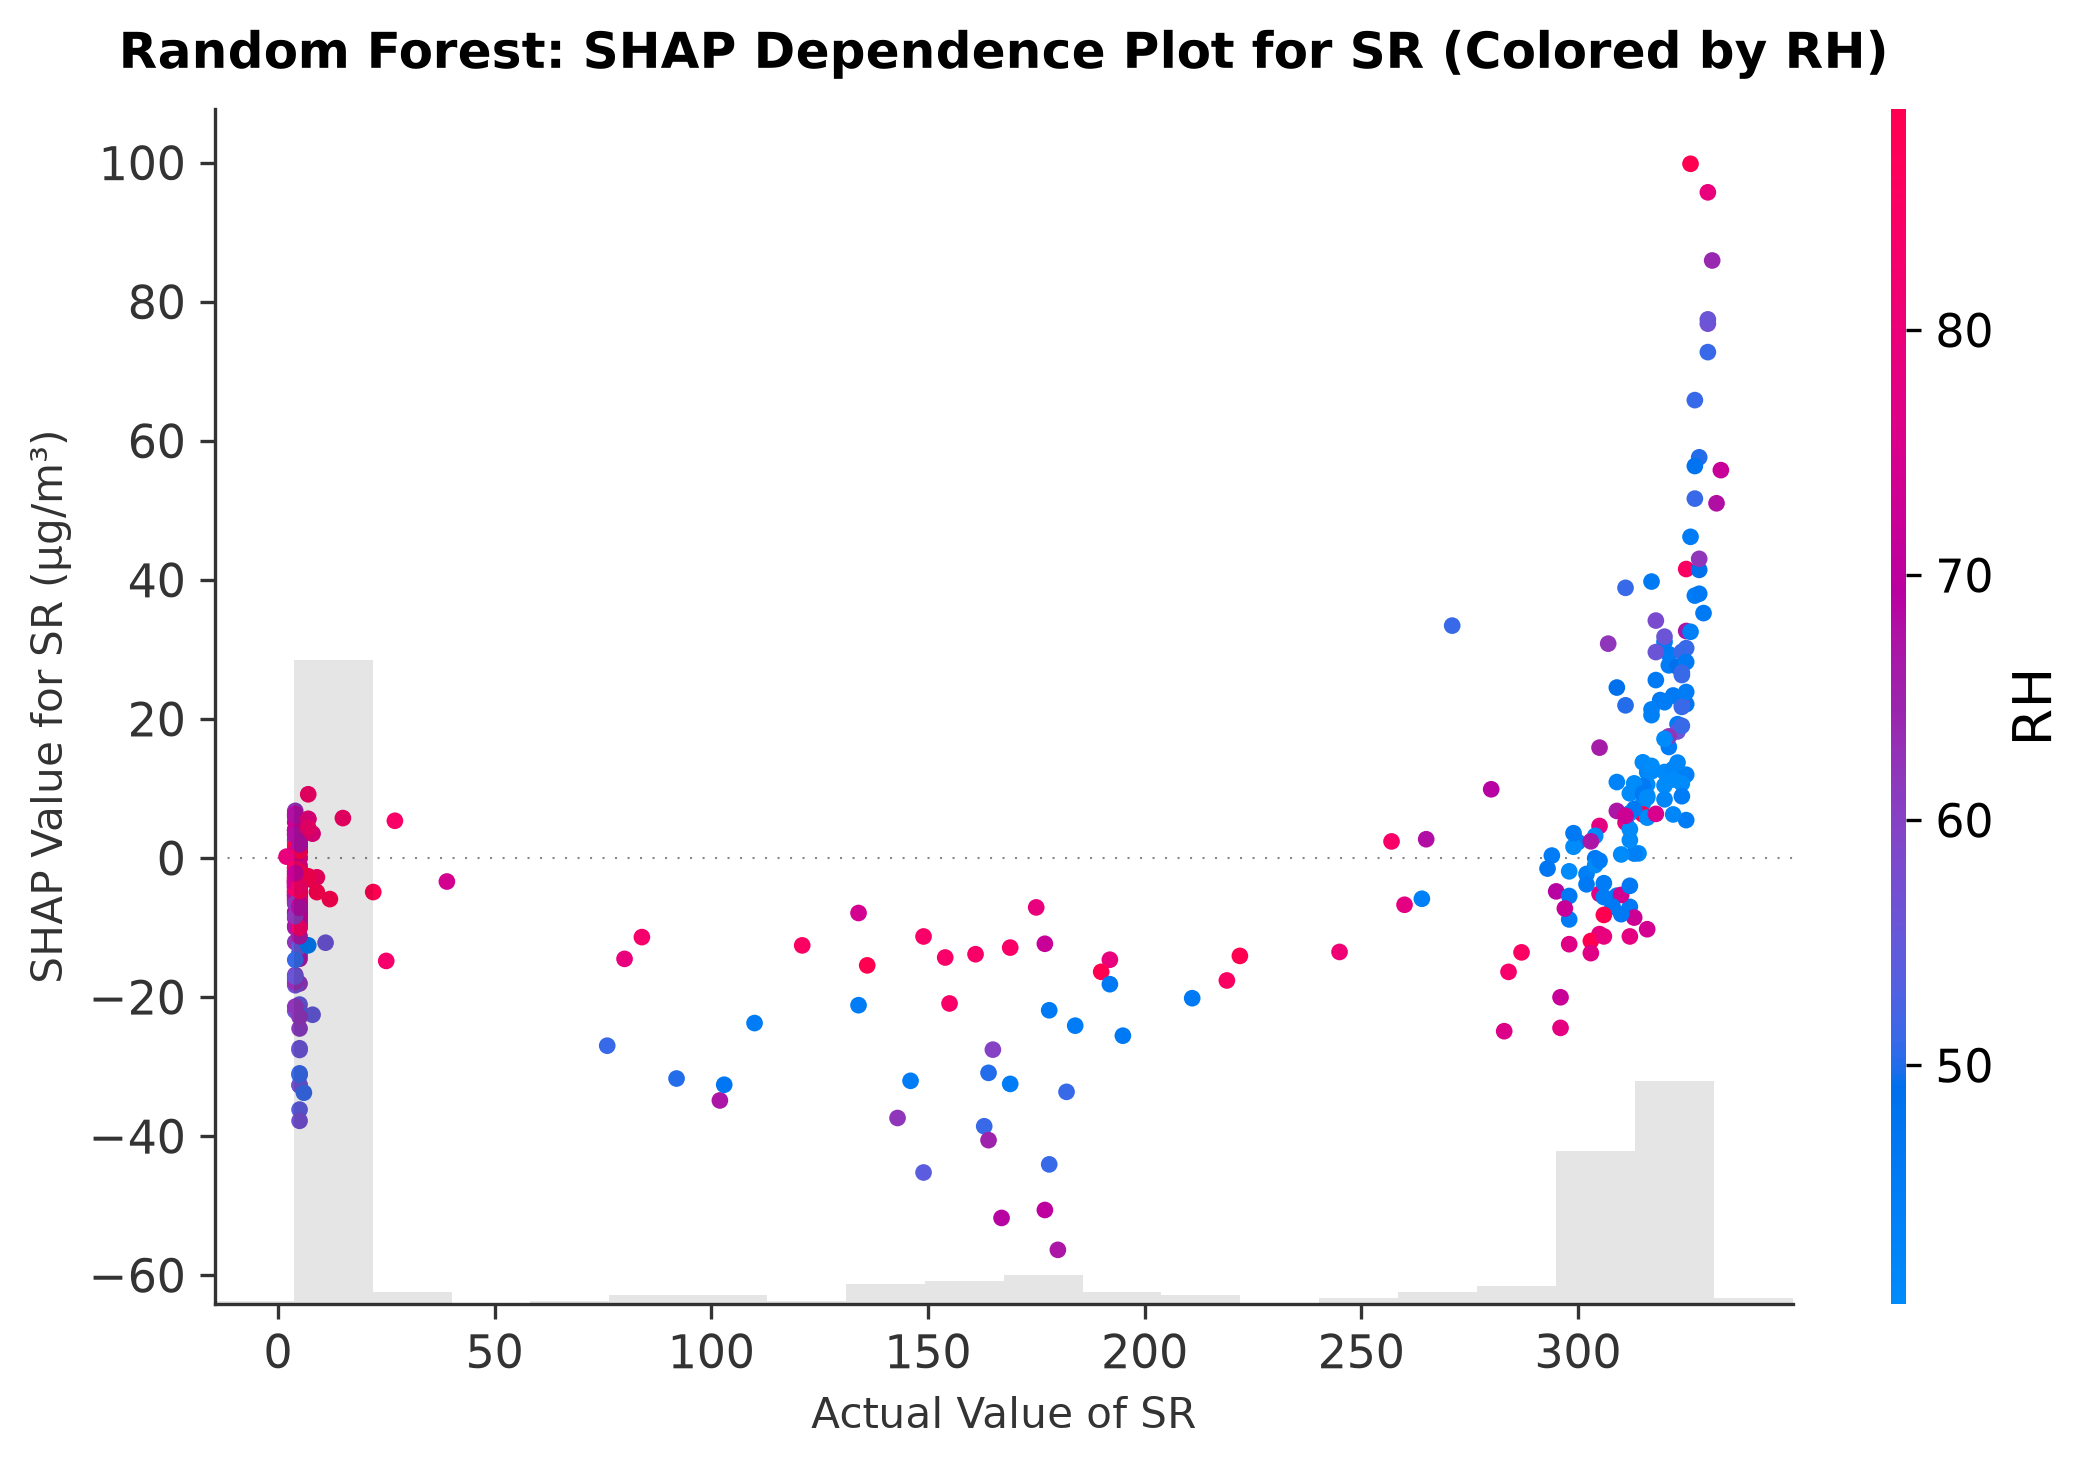 Random Forest: SHAP Dependence Plot for SR (Colored by RH)
SHAP Value for SR (µg/m³)
100
80
60
40
20
0
−20
−40
−60
0 50 100 150 200 250 300
Actual Value of SR
80
70
60
50
RH